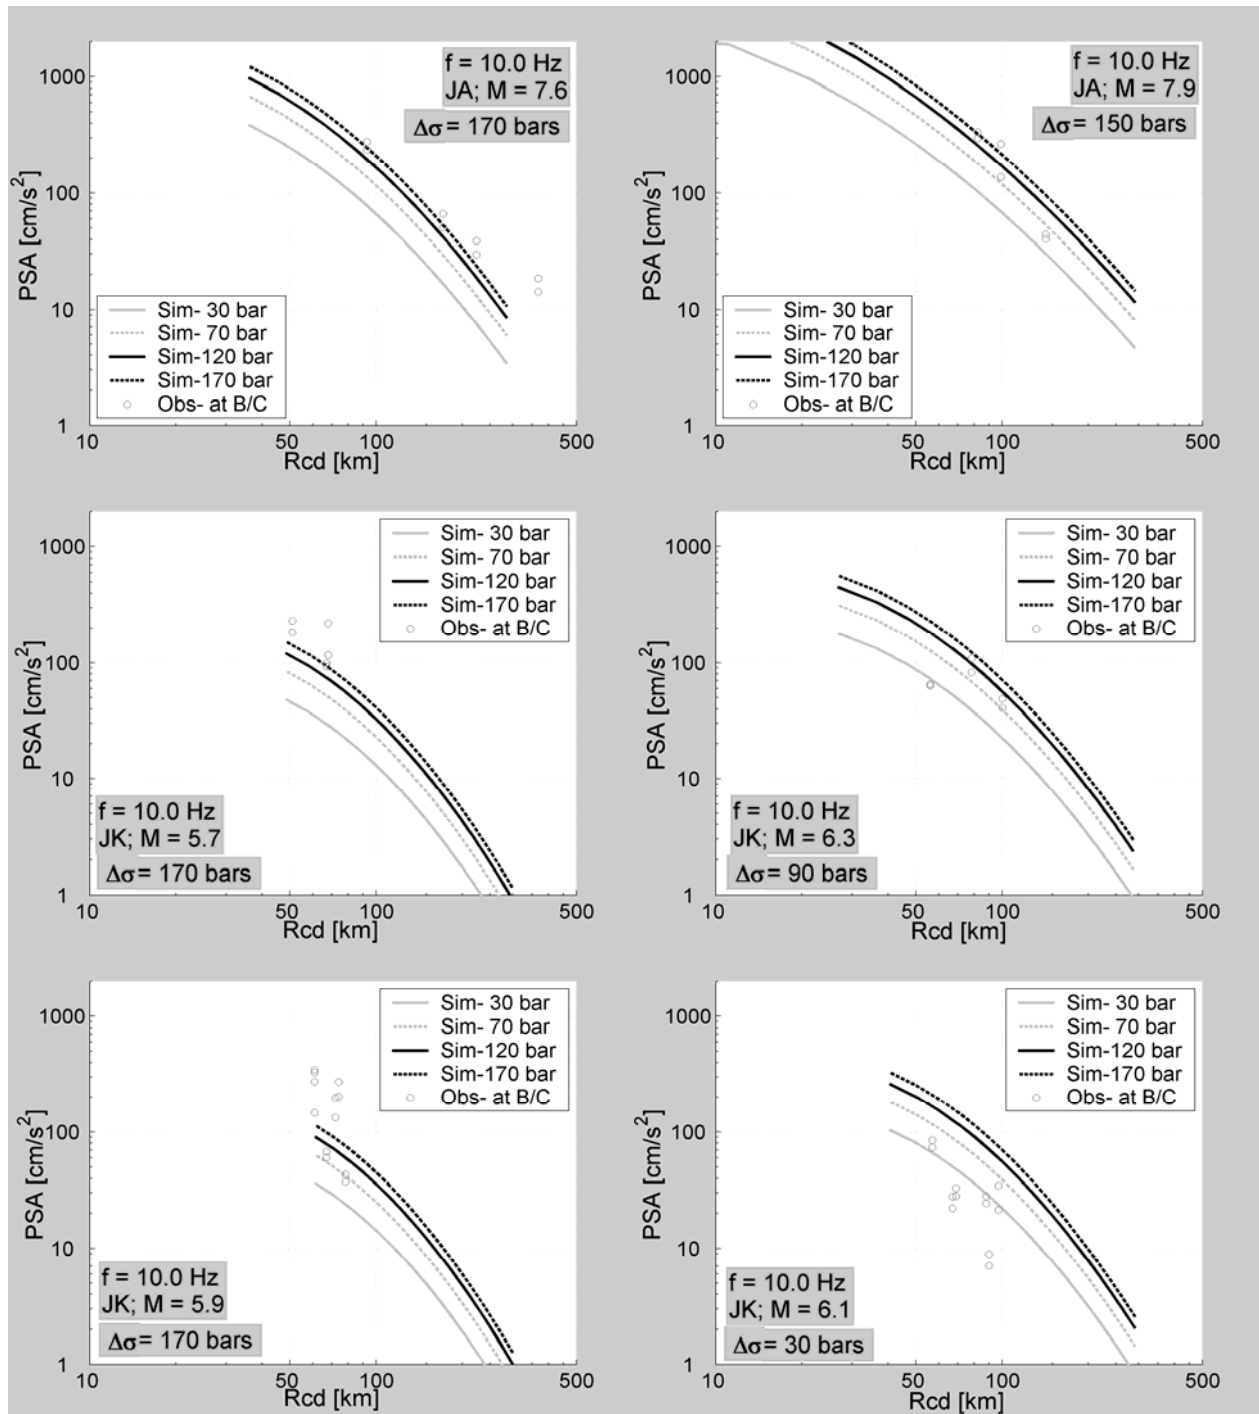 1000
100
10
1
PSA [cm/s²]
f = 10.0 Hz
JA; M = 7.6
Δσ = 170 bars
Sim- 30 bar
Sim- 70 bar
Sim-120 bar
Sim-170 bar
Obs- at B/C
10
50
100
500
Rcd [km]
1000
100
10
1
PSA [cm/s²]
f = 10.0 Hz
JA; M = 7.9
Δσ = 150 bars
Sim- 30 bar
Sim- 70 bar
Sim-120 bar
Sim-170 bar
Obs- at B/C
10
50
100
500
Rcd [km]
1000
100
10
1
PSA [cm/s²]
Sim- 30 bar
Sim- 70 bar
Sim-120 bar
Sim-170 bar
Obs- at B/C
f = 10.0 Hz
JK; M = 5.7
Δσ = 170 bars
10
50
100
500
Rcd [km]
1000
100
10
1
PSA [cm/s²]
Sim- 30 bar
Sim- 70 bar
Sim-120 bar
Sim-170 bar
Obs- at B/C
f = 10.0 Hz
JK; M = 6.3
Δσ = 90 bars
10
50
100
500
Rcd [km]
1000
100
10
1
PSA [cm/s²]
Sim- 30 bar
Sim- 70 bar
Sim-120 bar
Sim-170 bar
Obs- at B/C
f = 10.0 Hz
JK; M = 5.9
Δσ = 170 bars
10
50
100
500
Rcd [km]
1000
100
10
1
PSA [cm/s²]
Sim- 30 bar
Sim- 70 bar
Sim-120 bar
Sim-170 bar
Obs- at B/C
f = 10.0 Hz
JK; M = 6.1
Δσ = 30 bars
10
50
100
500
Rcd [km]